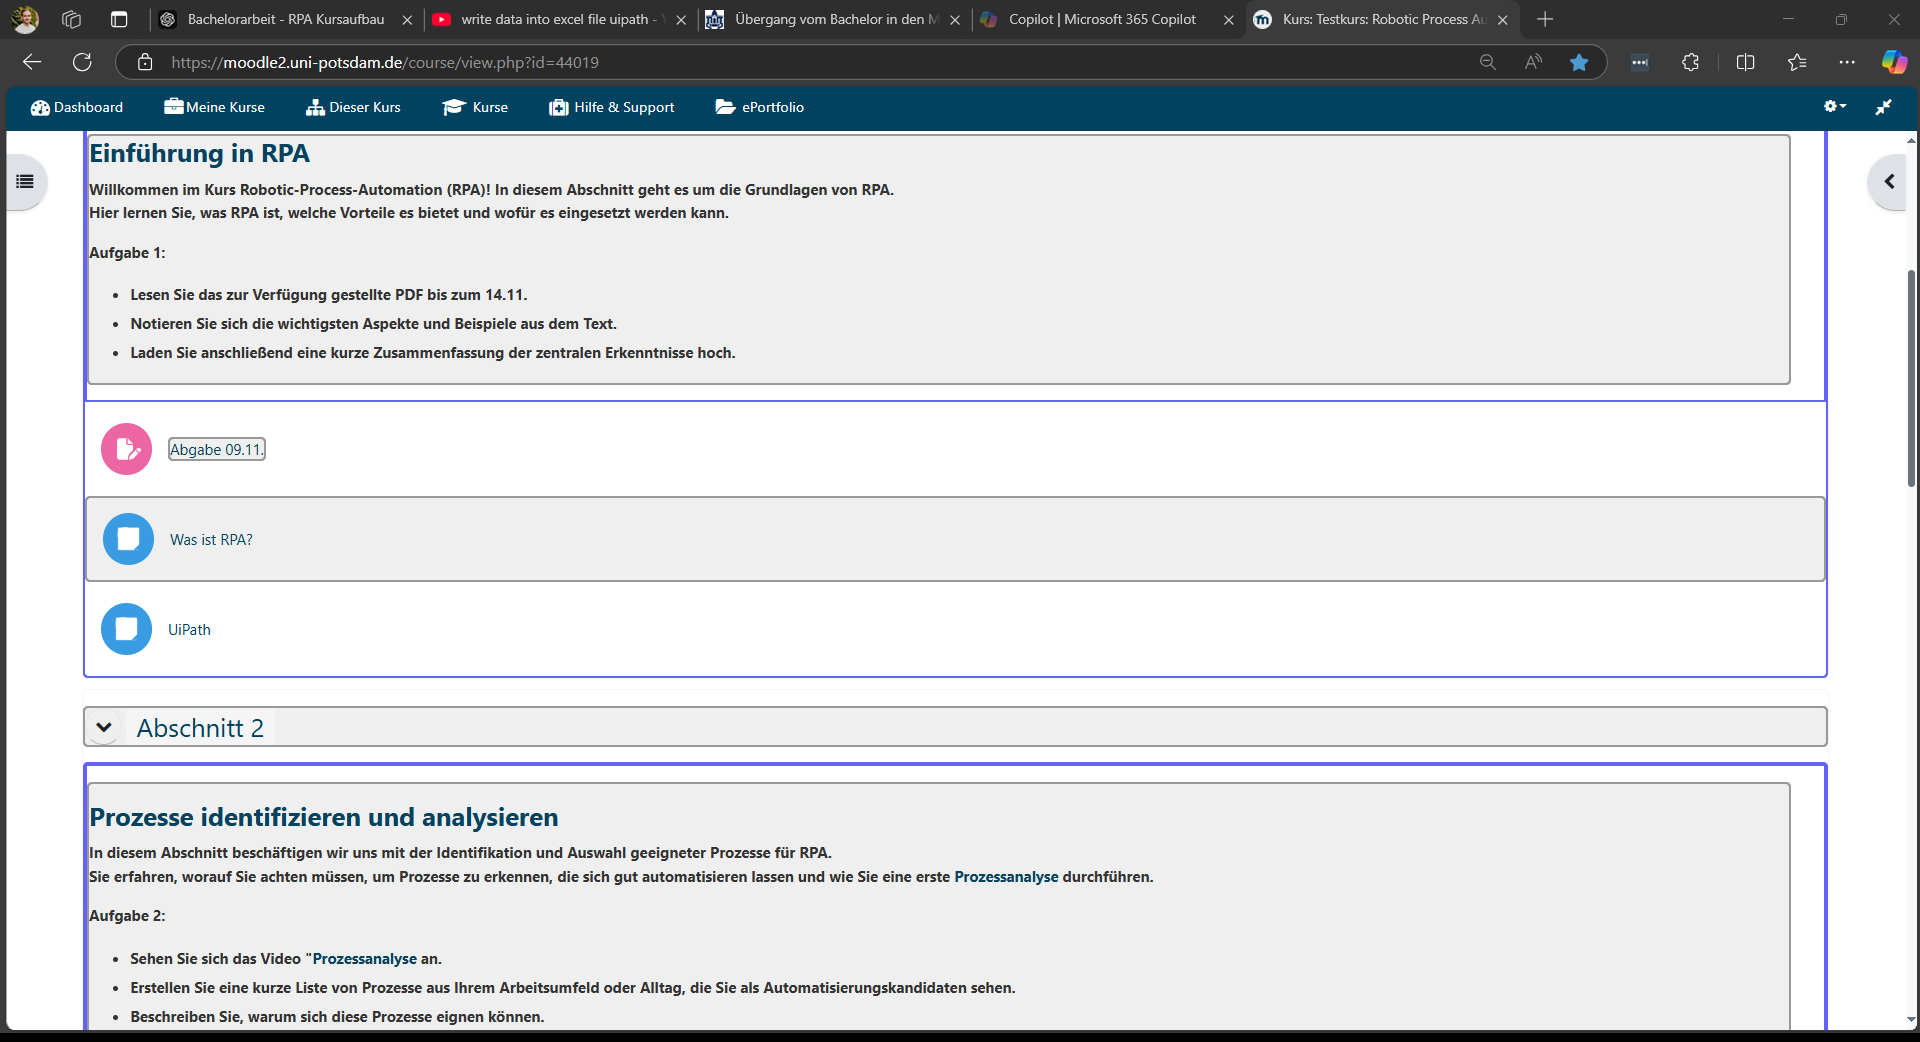 Bachelorarbeit - RPA Kursaufbau
write data into excel file uipath -
Übergang vom Bachelor in den
Copilot | Microsoft 365 Copilot
Kurs: Testkurs: Robotic Process
https://moodle2.uni-potsdam.de/course/view.php?id=44019
Dashboard
Meine Kurse
Dieser Kurs
Kurse
Hilfe & Support
ePortfolio
Einführung in RPA
Willkommen im Kurs Robotic-Process-Automation (RPA)! In diesem Abschnitt geht es um die Grundlagen von RPA.
Hier lernen Sie, was RPA ist, welche Vorteile es bietet und wofür es eingesetzt werden kann.
Aufgabe 1:
• Lesen Sie das zur Verfügung gestellte PDF bis zum 14.11.
• Notieren Sie sich die wichtigsten Aspekte und Beispiele aus dem Text.
• Laden Sie anschließend eine kurze Zusammenfassung der zentralen Erkenntnisse hoch.
Abgabe 09.11.
Was ist RPA?
UiPath
Abschnitt 2
Prozesse identifizieren und analysieren
In diesem Abschnitt beschäftigen wir uns mit der Identifikation und Auswahl geeigneter Prozesse für RPA.
Sie erfahren, worauf Sie achten müssen, um Prozesse zu erkennen, die sich gut automatisieren lassen und wie Sie eine erste Prozessanalyse durchführen.
Aufgabe 2:
• Sehen Sie sich das Video "Prozessanalyse an.
• Erstellen Sie eine kurze Liste von Prozesse aus Ihrem Arbeitsumfeld oder Alltag, die Sie als Automatisierungskandidaten sehen.
• Beschreiben Sie, warum sich diese Prozesse eignen können.